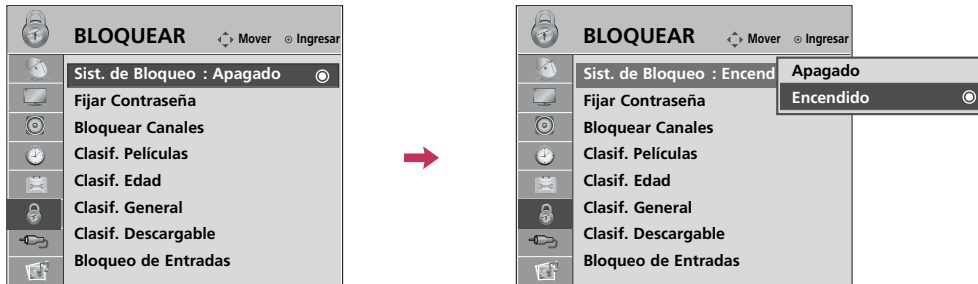 BLOQUEAR Mover Ingresar
Sist. de Bloqueo : Apagado
Fijar Contraseña
Bloquear Canales
Clasif. Películas
Clasif. Edad
Clasif. General
Clasif. Descargable
Bloqueo de Entradas
BLOQUEAR Mover Ingresar
Sist. de Bloqueo : Encend
Apagado
Encendido
Fijar Contraseña
Bloquear Canales
Clasif. Películas
Clasif. Edad
Clasif. General
Clasif. Descargable
Bloqueo de Entradas